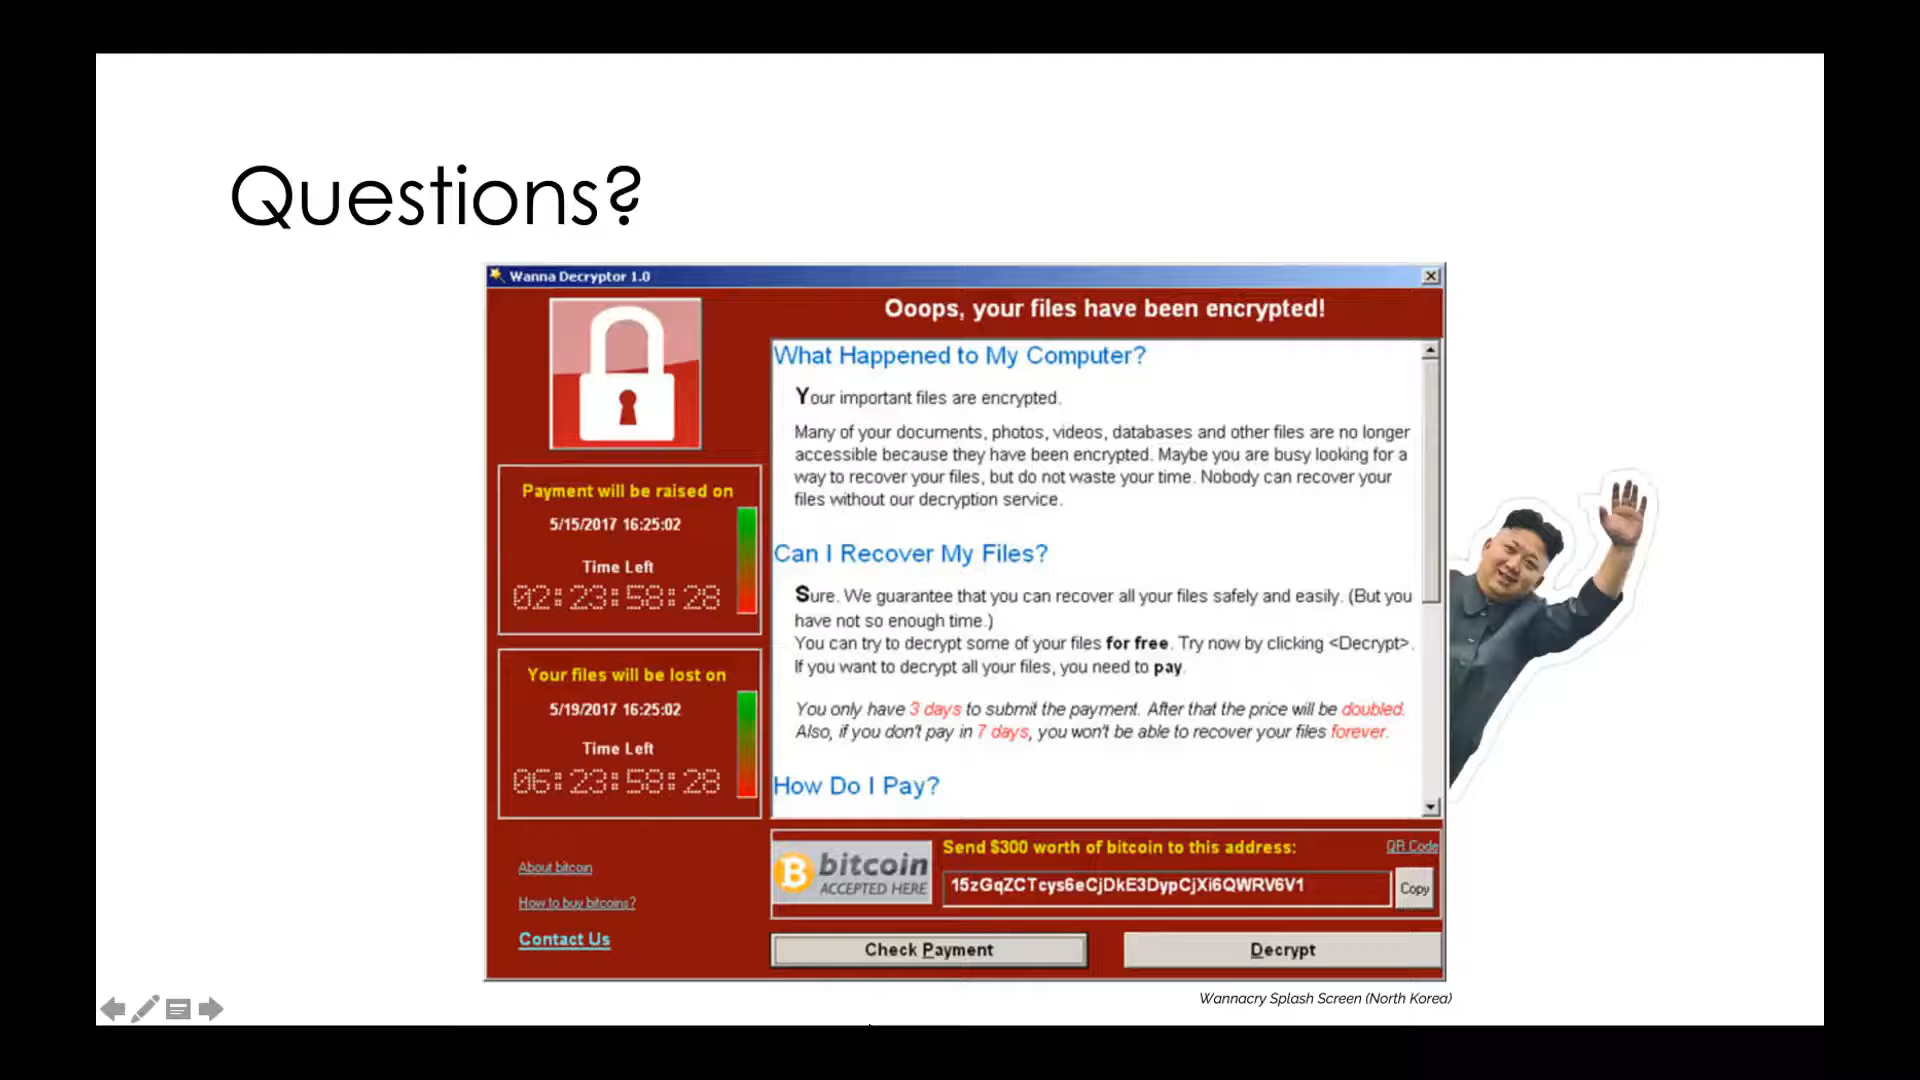 Questions?
Wanna Decryptor 1.0
Ooops, your files have been encrypted!
Payment will be raised on
5/15/2017 16:25:02
Time Left
02:23:58:28
Your files will be lost on
5/19/2017 16:25:02
Time Left
06:23:58:28
About bitcoin
How to buy bitcoins?
Contact Us
What Happened to My Computer?
Your important files are encrypted.
Many of your documents, photos, videos, databases and other files are no longer
accessible because they have been encrypted. Maybe you are busy looking for a
way to recover your files, but do not waste your time. Nobody can recover your
files without our decryption service.
Can I Recover My Files?
Sure. We guarantee that you can recover all your files safely and easily. (But you
have not so enough time.)
You can try to decrypt some of your files for free. Try now by clicking <Decrypt>.
If you want to decrypt all your files, you need to pay.
You only have 3 days to submit the payment. After that the price will be doubled.
Also, if you don't pay in 7 days, you won't be able to recover your files forever.
How Do I Pay?
bitcoin
ACCEPTED HERE
Send $300 worth of bitcoin to this address:
QR Code
15zGqZCTcys6eCjDkE3DypCjXi6QWRV6V1
Copy
Check Payment
Decrypt
Wannacry Splash Screen (North Korea)